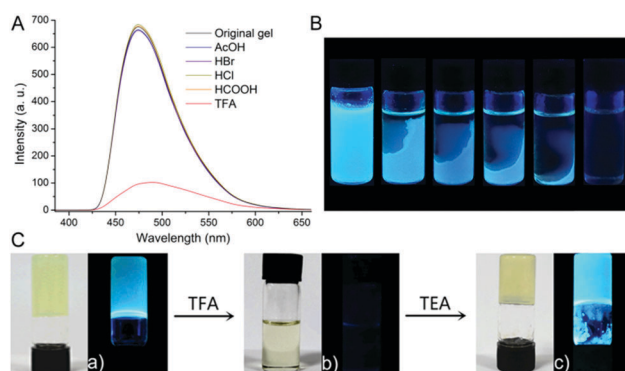 A
B
700
600
500
400
300
200
100
0
Intensity (a. u.)
400 450 500 550 600 650
Wavelength (nm)
Original gel
AcOH
HBr
HCl
HCOOH
TFA
C
TFA
TEA
a)
b)
c)